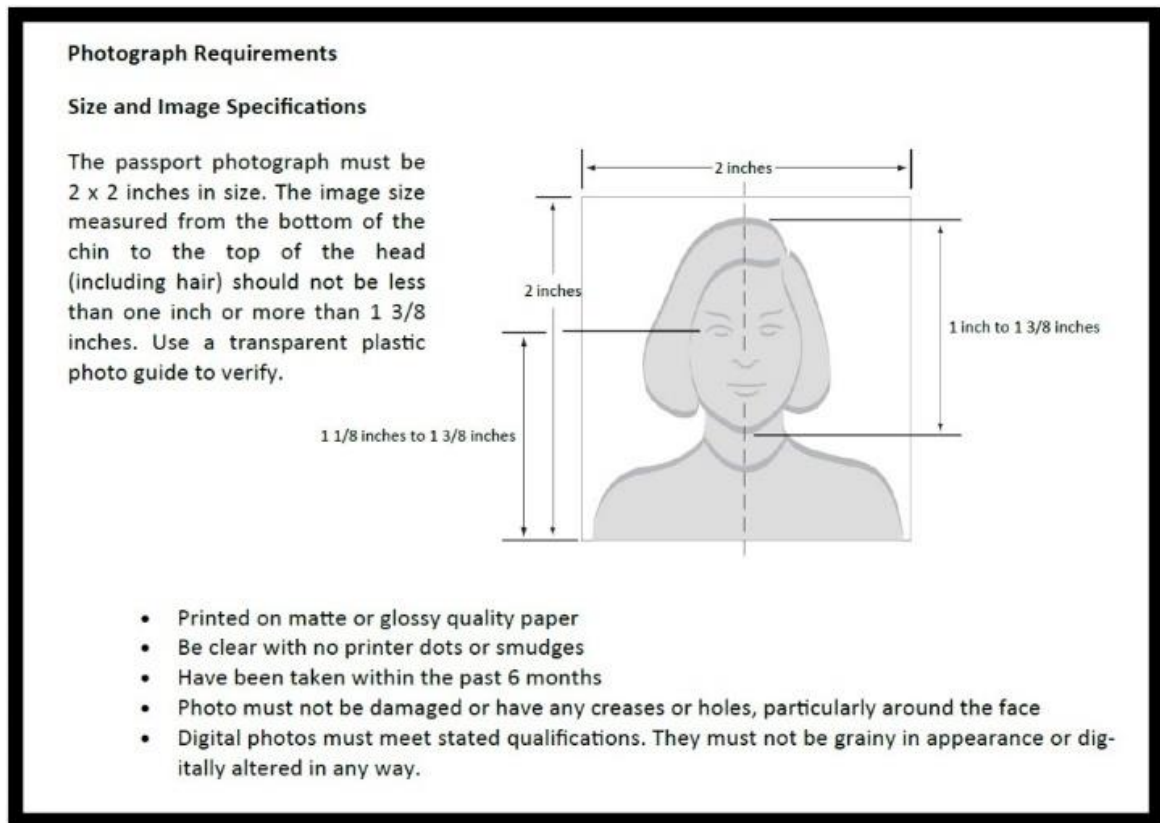 Photograph Requirements
Size and Image Specifications
The passport photograph must be
2 x 2 inches in size. The image size
measured from the bottom of the
chin to the top of the head
(including hair) should not be less
than one inch or more than 1 3/8
inches. Use a transparent plastic
photo guide to verify.
2 inches
2 inches
1 inch to 1 3/8 inches
1 1/8 inches to 1 3/8 inches
• Printed on matte or glossy quality paper
• Be clear with no printer dots or smudges
• Have been taken within the past 6 months
• Photo must not be damaged or have any creases or holes, particularly around the face
• Digital photos must meet stated qualifications. They must not be grainy in appearance or dig-
itally altered in any way.